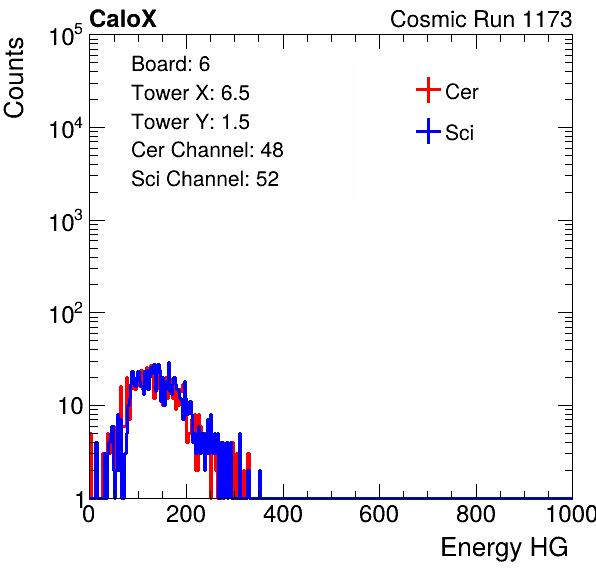 CaloX Cosmic Run 1173
Counts
10^5
10^4
10^3
10^2
10
1
Board: 6
Tower X: 6.5
Tower Y: 1.5
Cer Channel: 48
Sci Channel: 52
Cer
Sci
0 200 400 600 800 1000
Energy HG